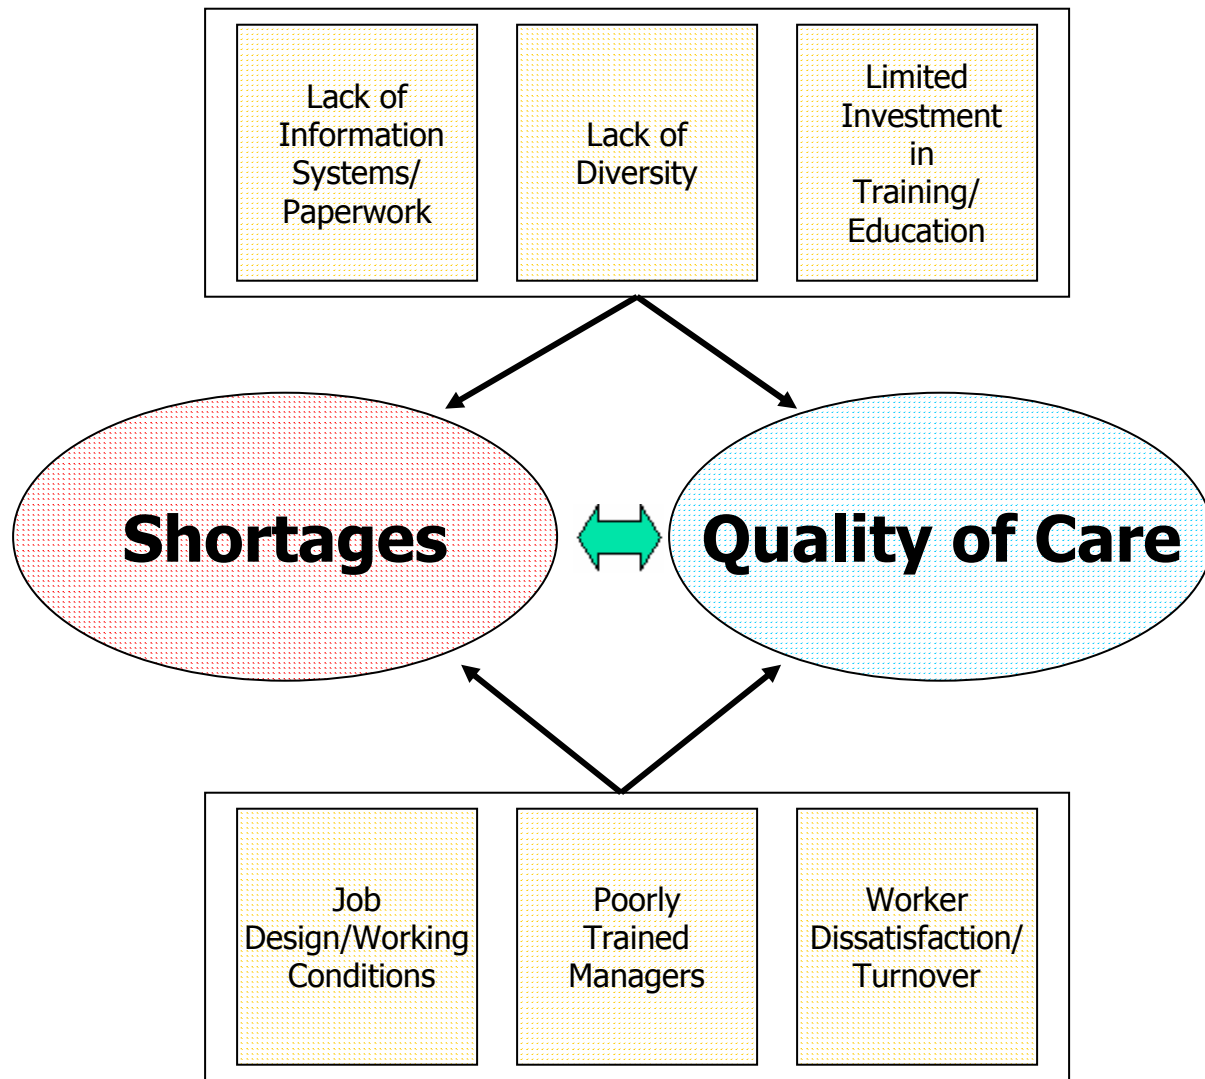 Lack of
Information
Systems/
Paperwork
Lack of
Diversity
Limited
Investment
in
Training/
Education
Shortages
Quality of Care
Job
Design/Working
Conditions
Poorly
Trained
Managers
Worker
Dissatisfaction/
Turnover